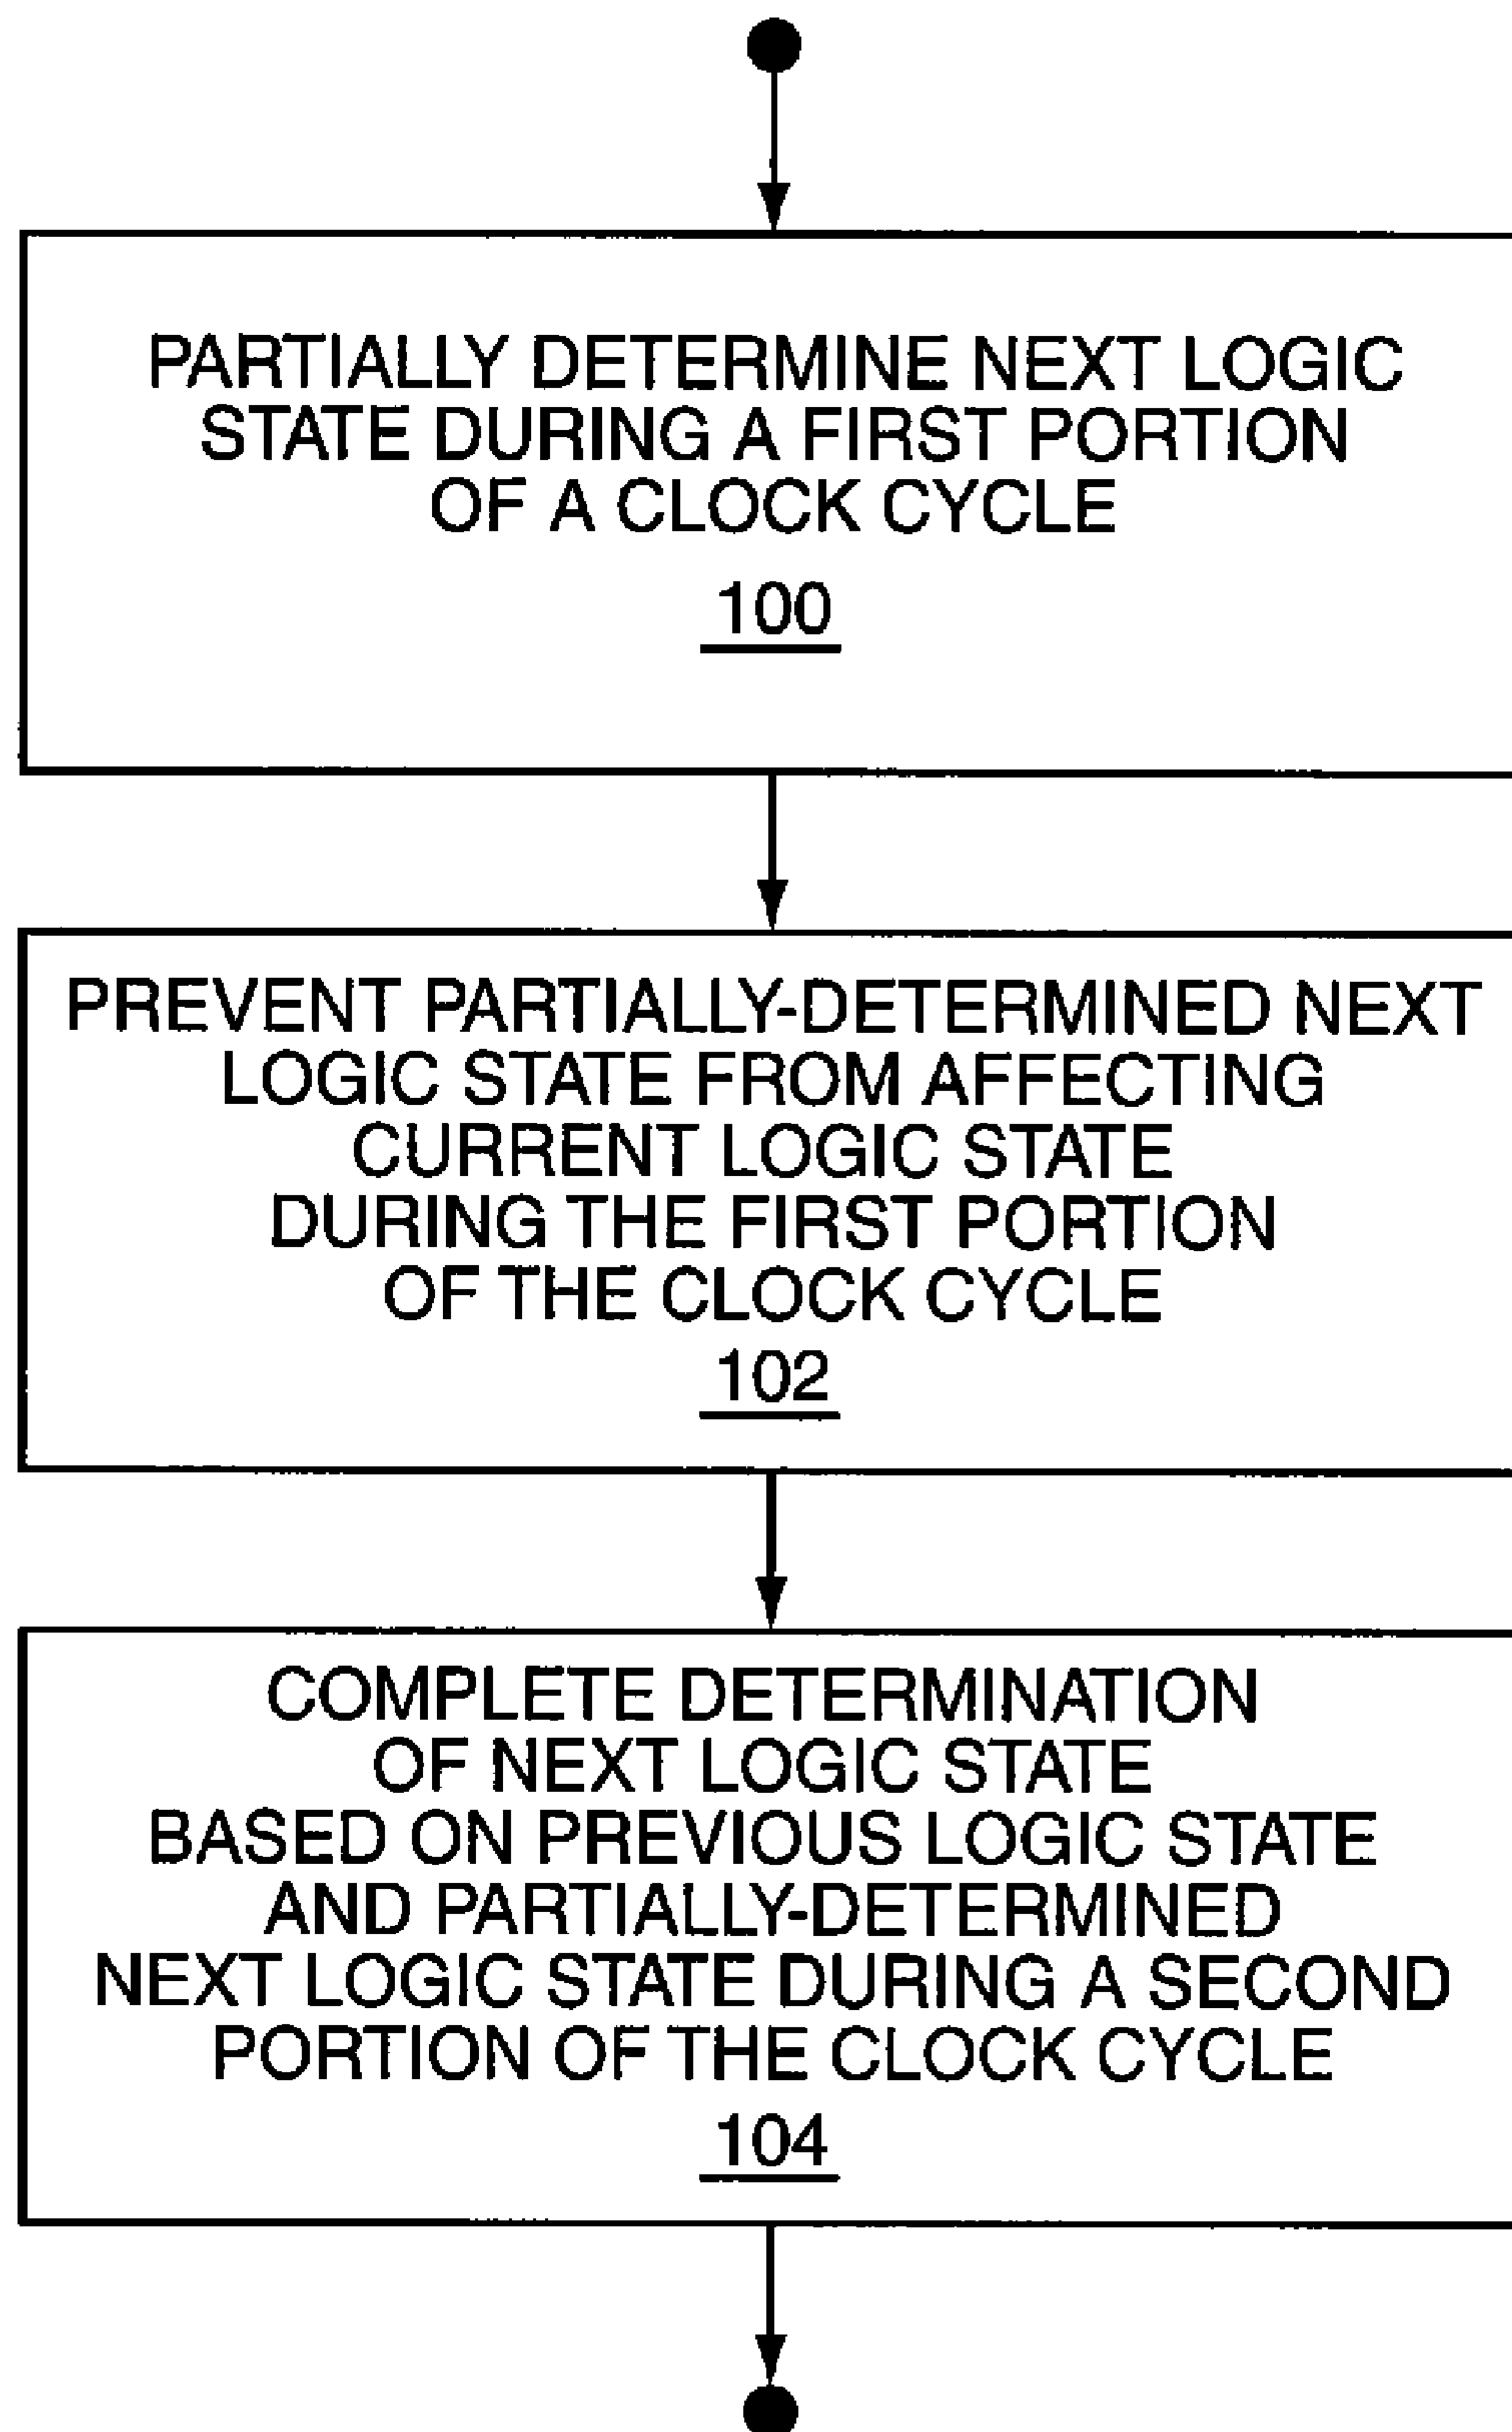 PARTIALLY DETERMINE NEXT LOGIC
STATE DURING A FIRST PORTION
OF A CLOCK CYCLE
100
PREVENT PARTIALLY-DETERMINED NEXT
LOGIC STATE FROM AFFECTING
CURRENT LOGIC STATE
DURING THE FIRST PORTION
OF THE CLOCK CYCLE
102
COMPLETE DETERMINATION
OF NEXT LOGIC STATE
BASED ON PREVIOUS LOGIC STATE
AND PARTIALLY-DETERMINED
NEXT LOGIC STATE DURING A SECOND
PORTION OF THE CLOCK CYCLE
104